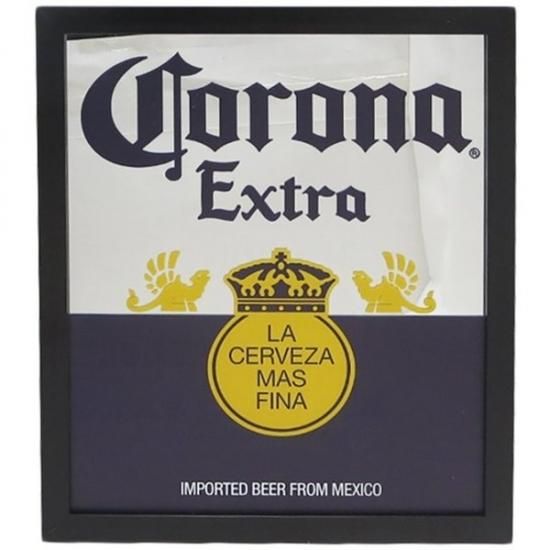 Corona®
Extra
LA
CERVEZA
MAS
FINA
IMPORTED BEER FROM MEXICO